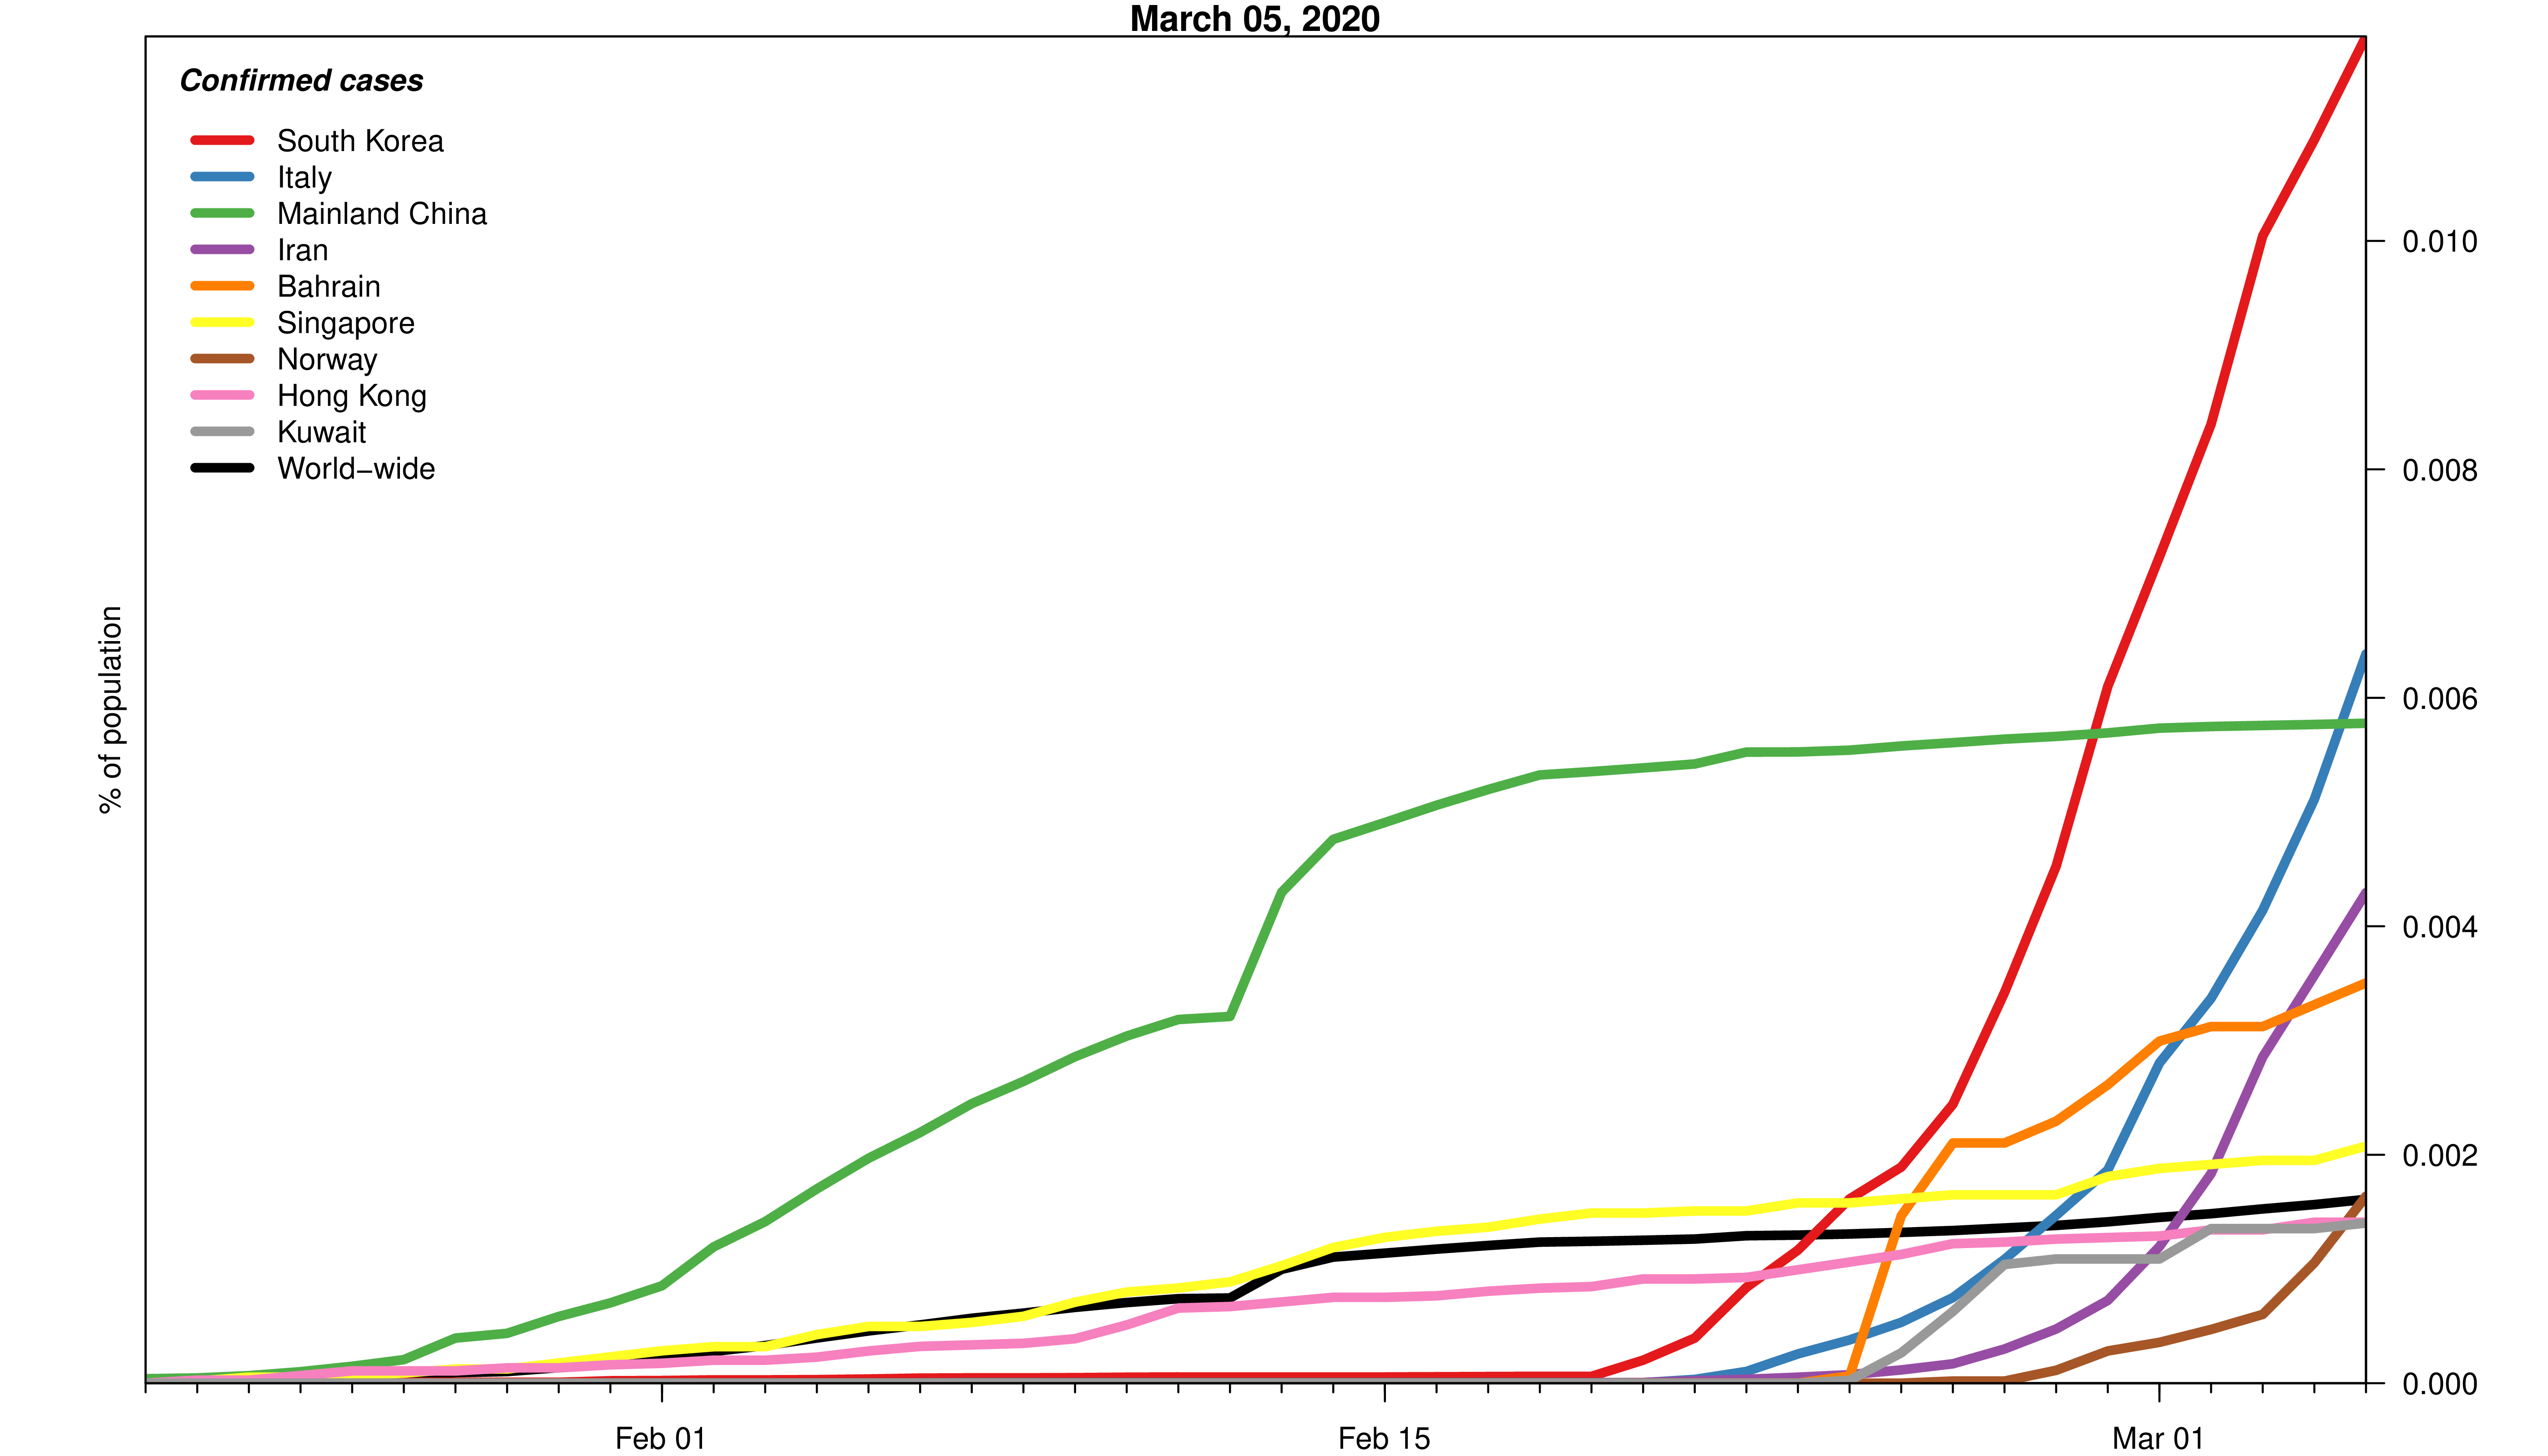 March 05, 2020
Confirmed cases
South Korea
Italy
Mainland China
Iran
Bahrain
Singapore
Norway
Hong Kong
Kuwait
World−wide
% of population
0.010
0.008
0.006
0.004
0.002
0.000
Feb 01
Feb 15
Mar 01